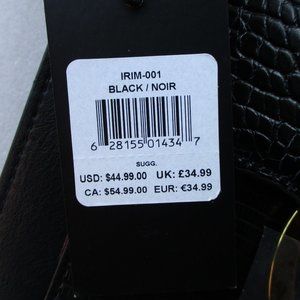 IRIM-001
BLACK / NOIR
6 28155 01434 7
SUGG.
USD: $44.99.00 UK: £34.99
CA: $54.99.00 EUR: €34.99